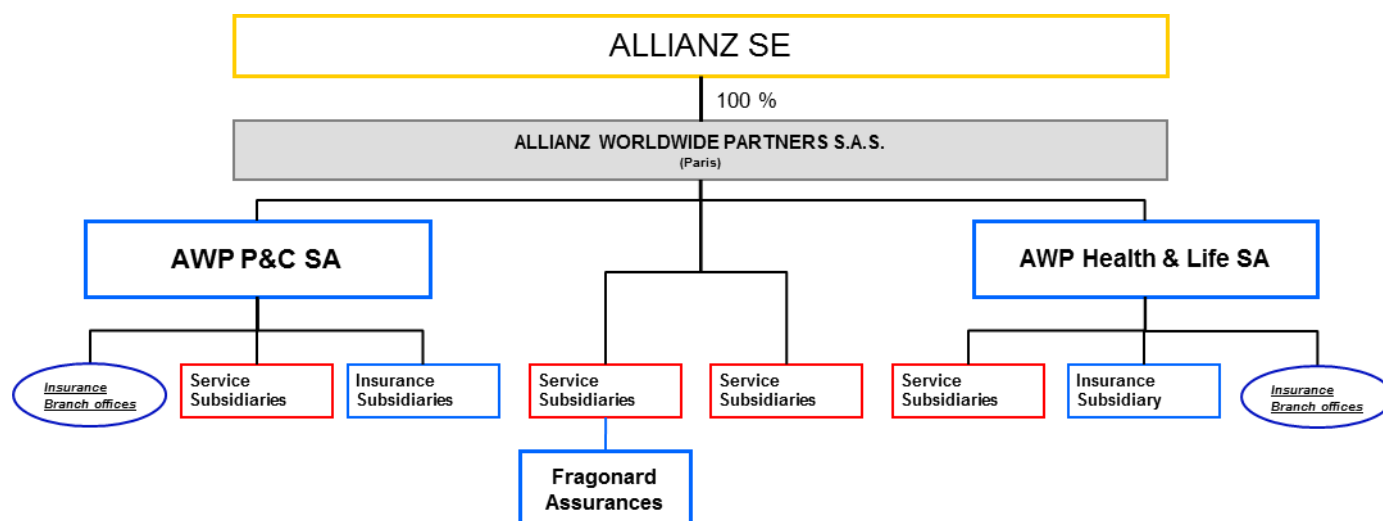 ALLIANZ SE
100 %
ALLIANZ WORLDWIDE PARTNERS S.A.S.
(Paris)
AWP P&C SA
AWP Health & Life SA
Insurance
Branch offices
Service
Subsidiaries
Insurance
Subsidiaries
Service
Subsidiaries
Service
Subsidiaries
Service
Subsidiaries
Insurance
Subsidiary
Insurance
Branch offices
Fragonard
Assurances